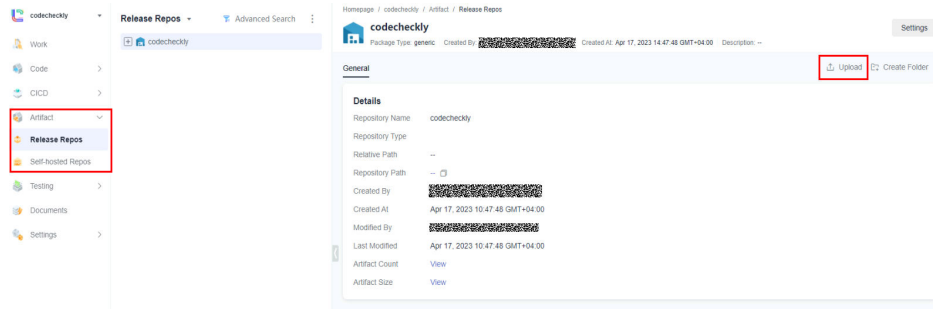 codecheckly
Work
Code
CICD
Artifact
Release Repos
Self-hosted Repos
Testing
Documents
Settings
Release Repos
Advanced Search
codecheckly
Homepage / codecheckly / Artifact / Release Repos
codecheckly
Settings
Package Type: generic Created By: Created At: Apr 17, 2023 14:47:48 GMT+04:00 Description: --
General
Upload
Create Folder
Details
Repository Name codecheckly
Repository Type
Relative Path --
Repository Path --
Created By
Created At Apr 17, 2023 10:47:48 GMT+04:00
Modified By
Last Modified Apr 17, 2023 10:47:48 GMT+04:00
Artifact Count View
Artifact Size View